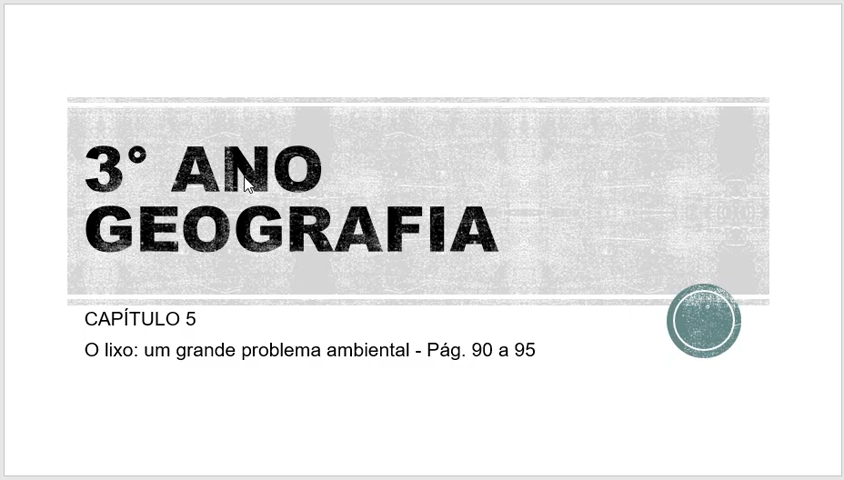 3° ANO
GEOGRAFIA
CAPÍTULO 5
O lixo: um grande problema ambiental - Pág. 90 a 95